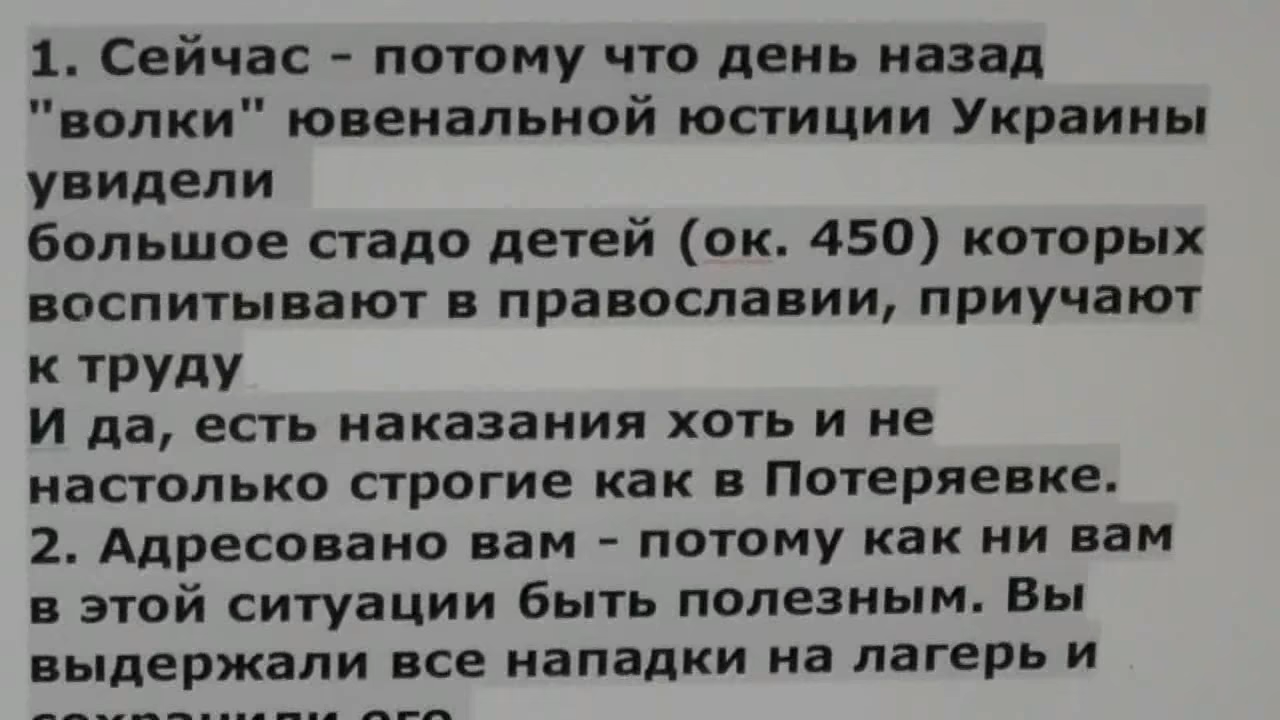 1. Сейчас - потому что день назад
"волки" ювенальной юстиции Украины
увидели
большое стадо детей (ок. 450) которых
воспитывают в православии, приучают
к труду
И да, есть наказания хоть и не
настолько строгие как в Потеряевке.
2. Адресовано вам - потому как ни вам
в этой ситуации быть полезным. Вы
выдержали все нападки на лагерь и
сохранили его